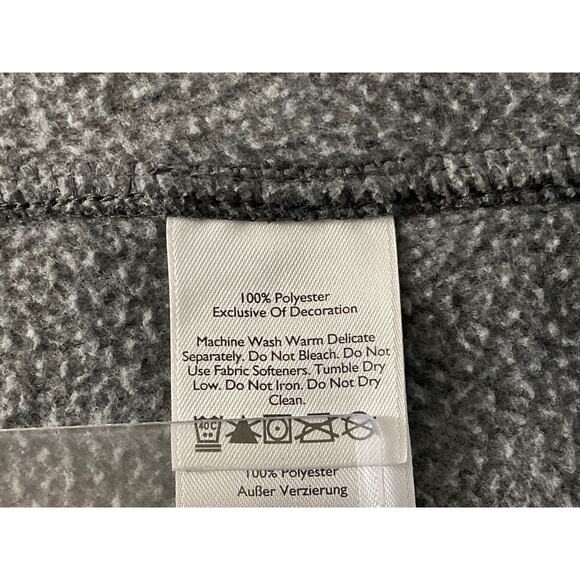 100% Polyester
Exclusive Of Decoration
Machine Wash Warm Delicate
Separately. Do Not Bleach. Do Not
Use Fabric Softeners. Tumble Dry
Low. Do Not Iron. Do Not Dry
Clean.
40C
100% Polyester
Außer Verzierung